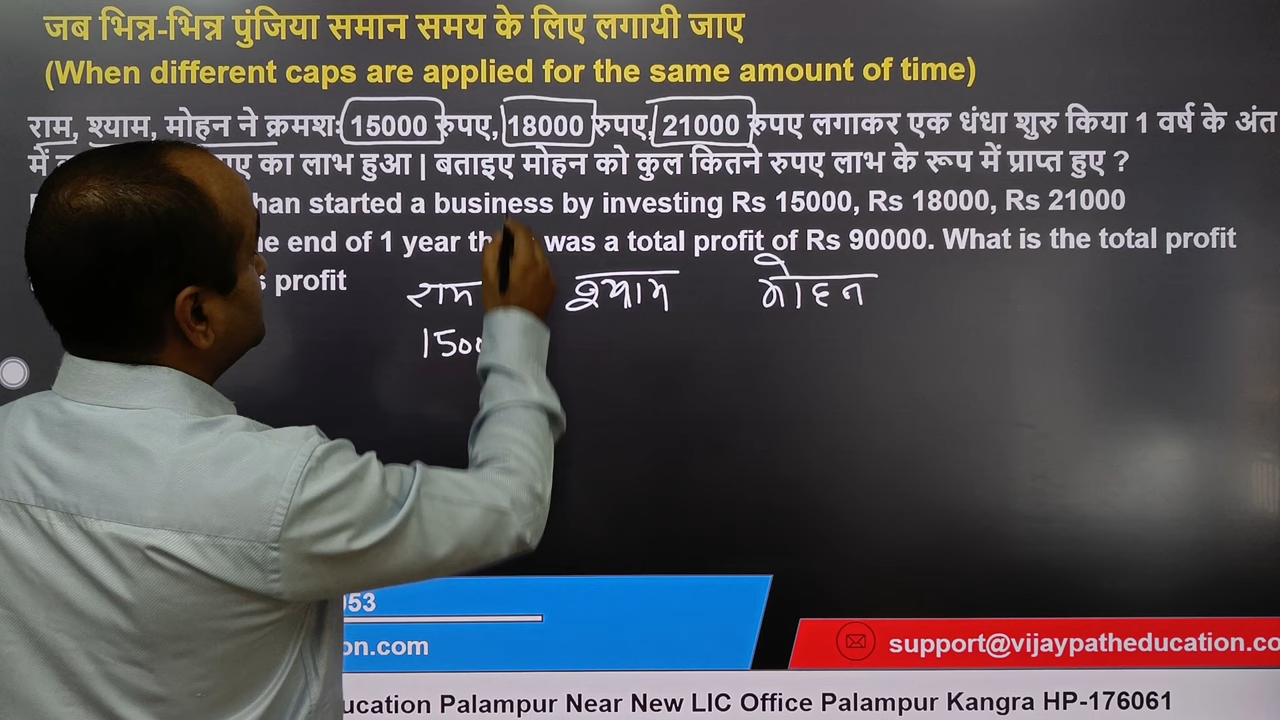 जब भिन्न-भिन्न पुंजिया समान समय के लिए लगायी जाए
(When different caps are applied for the same amount of time)
राम, श्याम, मोहन ने क्रमशः 15000 रुपए, 18000 रुपए, 21000 रुपए लगाकर एक धंधा शुरु किया 1 वर्ष के अंत
में का लाभ हुआ | बताइए मोहन को कुल कितने रुपए लाभ के रूप में प्राप्त हुए ?
started a business by investing Rs 15000, Rs 18000, Rs 21000
end of 1 year was a total profit of Rs 90000. What is the total profit
profit
राम श्याम मोहन
1500
053
on.com
support@vijaypatheducation.co
ucation Palampur Near New LIC Office Palampur Kangra HP-176061